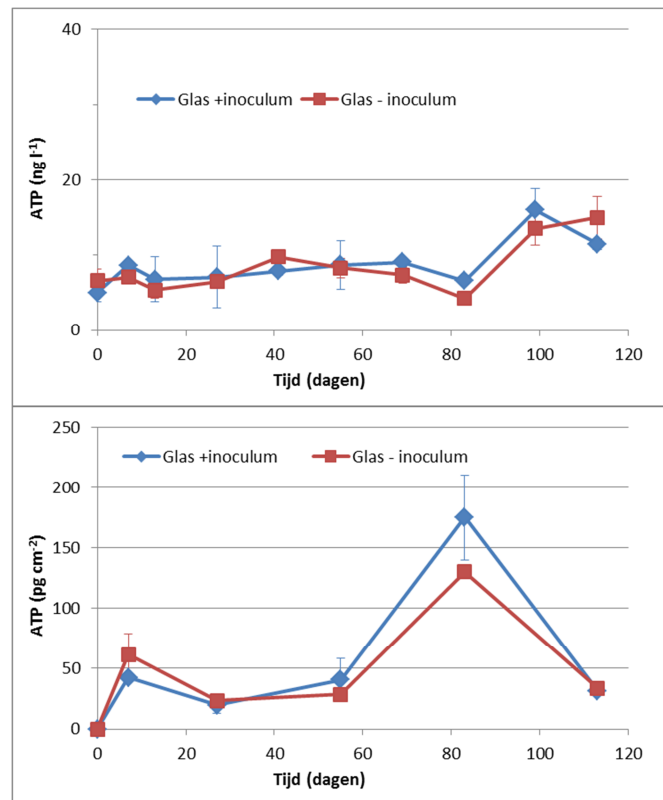 40
Glas +inoculum Glas - inoculum
20
ATP (ng l-1)
0
0 20 40 60 80 100 120
Tijd (dagen)
250
Glas +inoculum Glas - inoculum
200
150
ATP (pg cm-2)
100
50
0
0 20 40 60 80 100 120
Tijd (dagen)